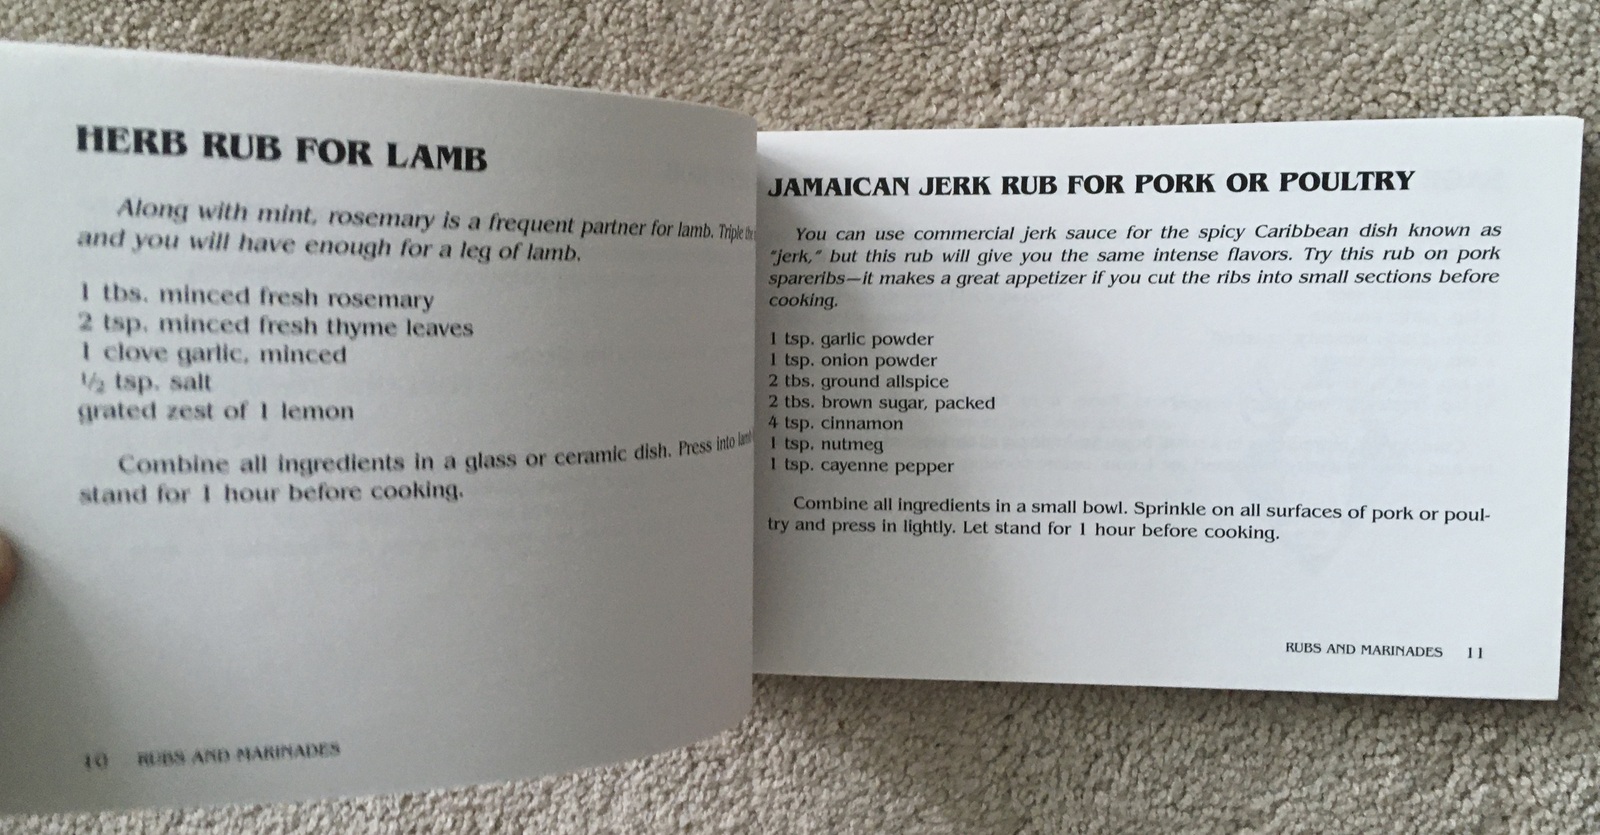 HERB RUB FOR LAMB
Along with mint, rosemary is a frequent partner for lamb. Triple
and you will have enough for a leg of lamb.
1 tbs. minced fresh rosemary
2 tsp. minced fresh thyme leaves
1 clove garlic, minced
½ tsp. salt
grated zest of 1 lemon
Combine all ingredients in a glass or ceramic dish. Press into
stand for 1 hour before cooking.
10 RUBS AND MARINADES
JAMAICAN JERK RUB FOR PORK OR POULTRY
You can use commercial jerk sauce for the spicy Caribbean dish known as
"jerk," but this rub will give you the same intense flavors. Try this rub on pork
spareribs—it makes a great appetizer if you cut the ribs into small sections before
cooking.
1 tsp. garlic powder
1 tsp. onion powder
2 tbs. ground allspice
2 tbs. brown sugar, packed
4 tsp. cinnamon
1 tsp. nutmeg
1 tsp. cayenne pepper
Combine all ingredients in a small bowl. Sprinkle on all surfaces of pork or poul-
try and press in lightly. Let stand for 1 hour before cooking.
RUBS AND MARINADES 11